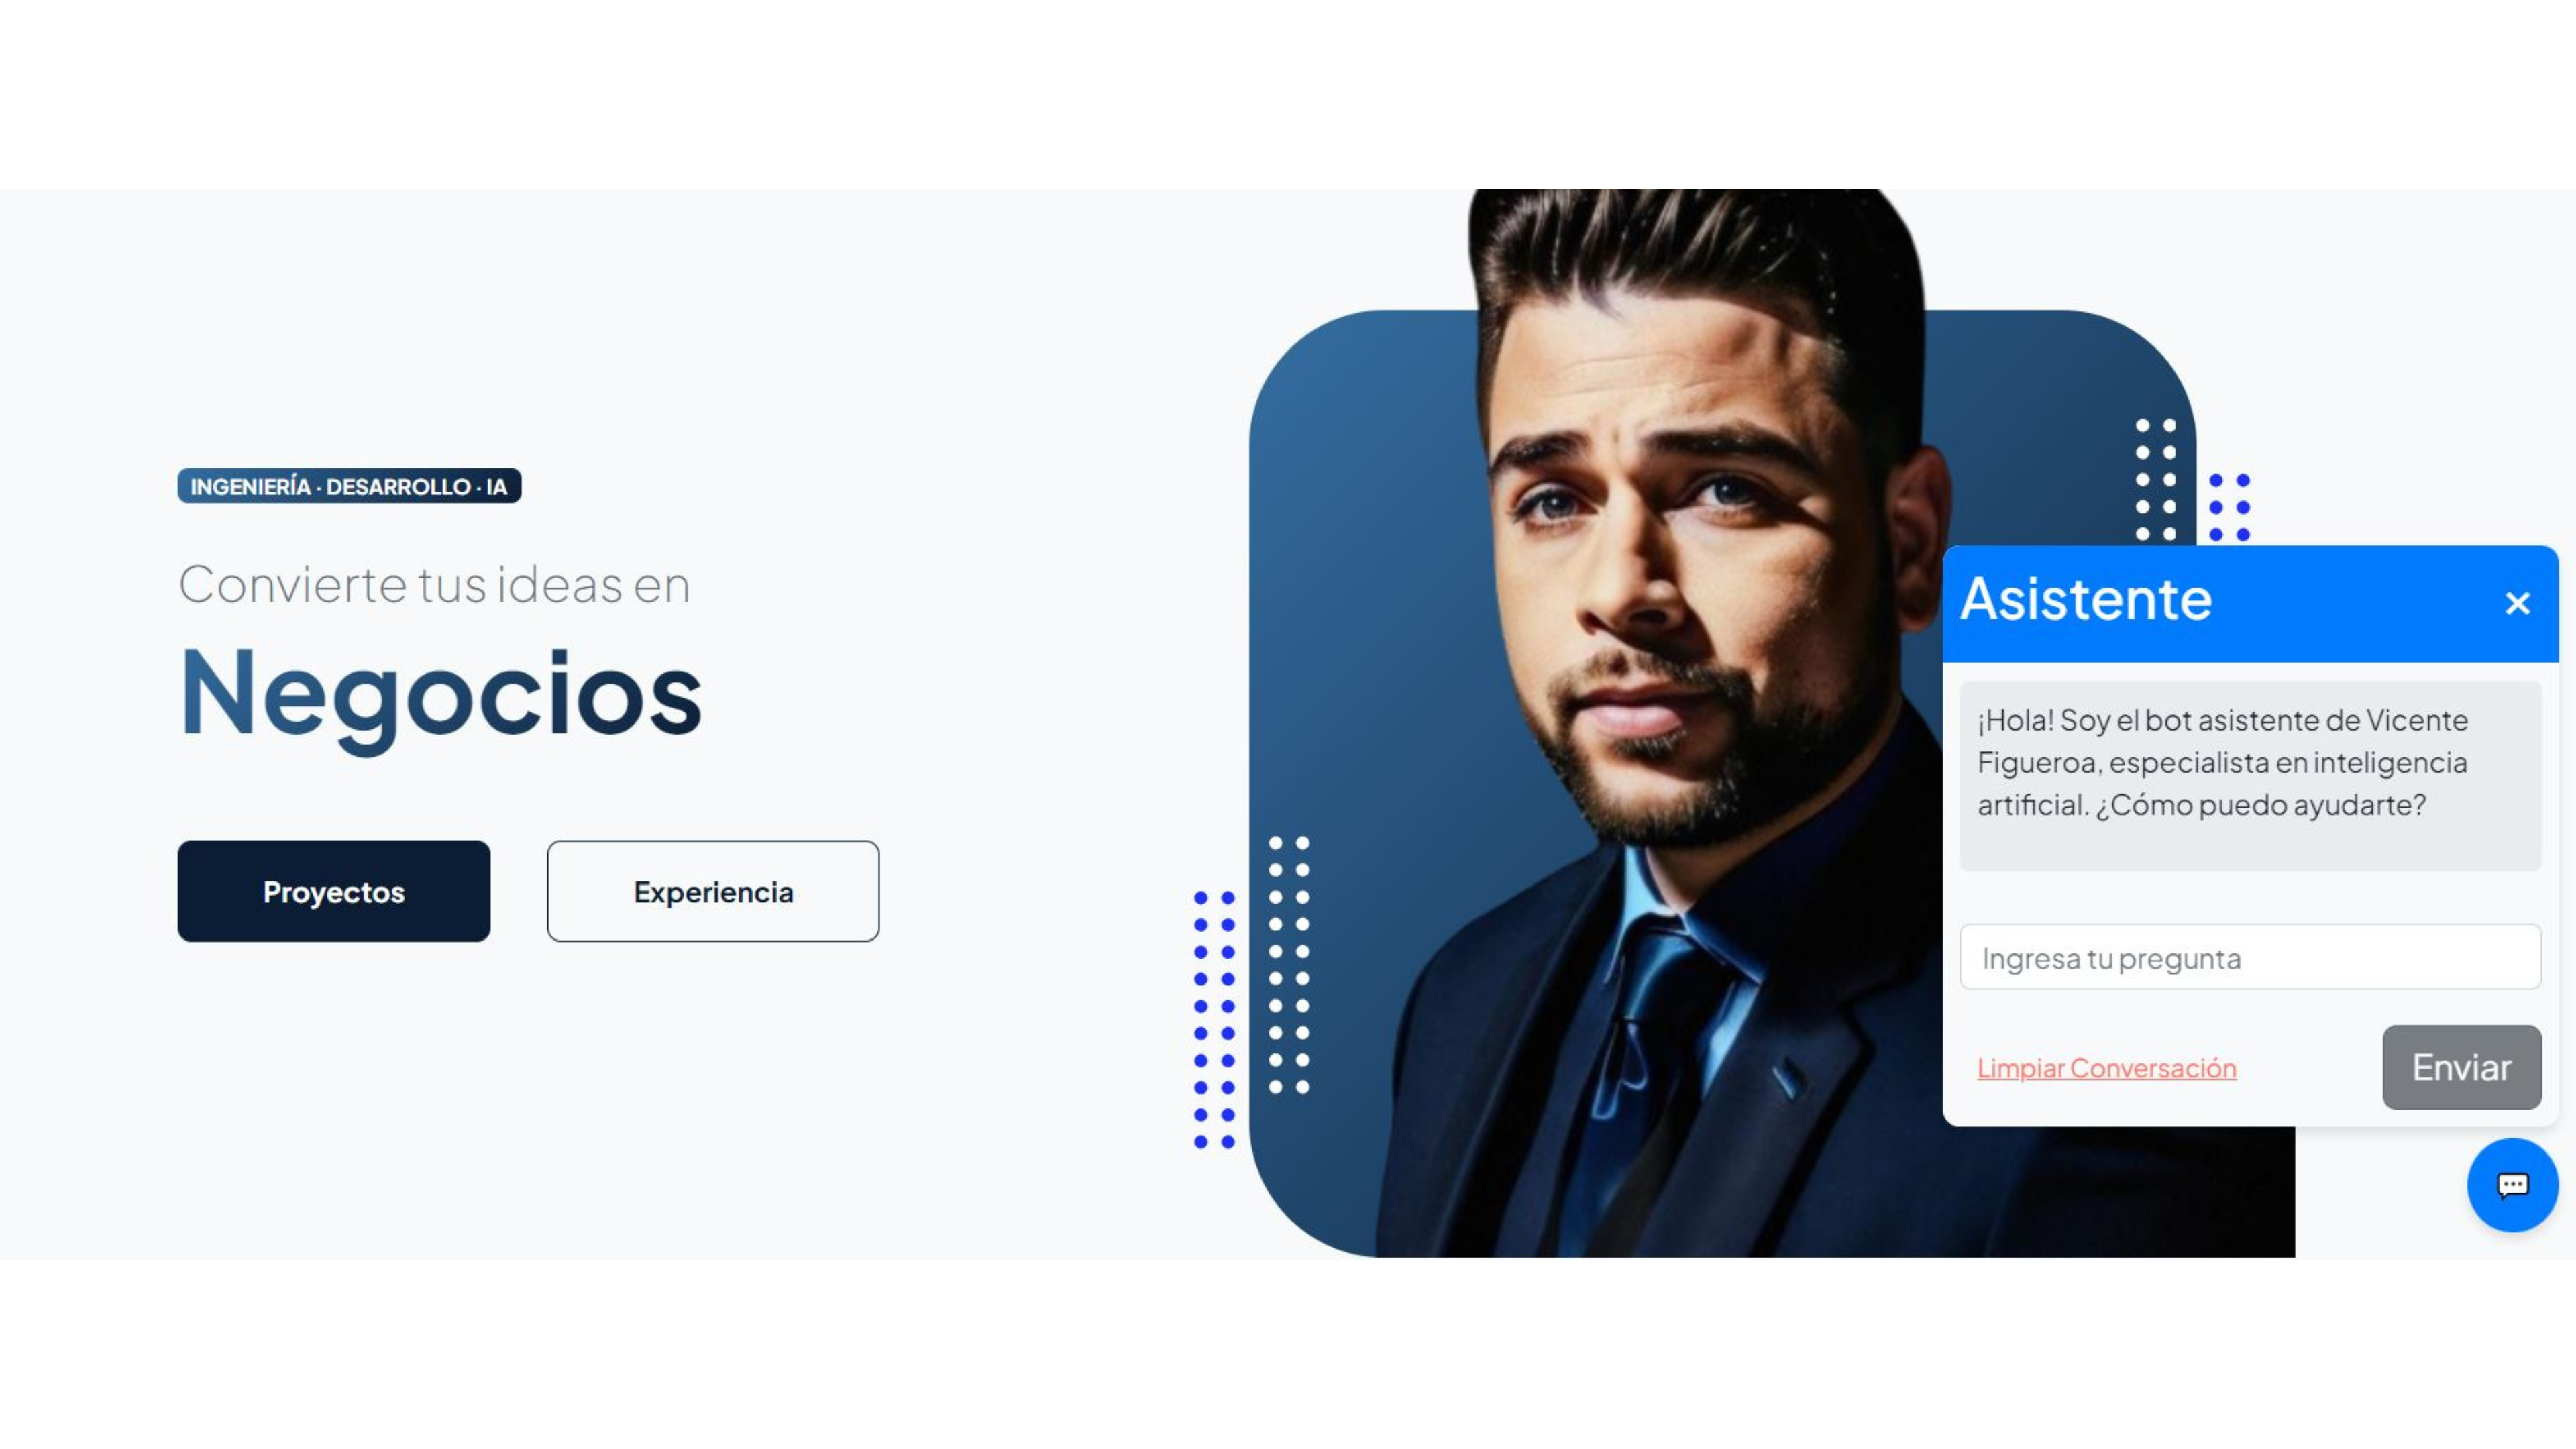 INGENIERÍA · DESARROLLO · IA
Convierte tus ideas en
Negocios
Proyectos
Experiencia
Asistente
×
¡Hola! Soy el bot asistente de Vicente
Figueroa, especialista en inteligencia
artificial. ¿Cómo puedo ayudarte?
Ingresa tu pregunta
Limpiar Conversación
Enviar